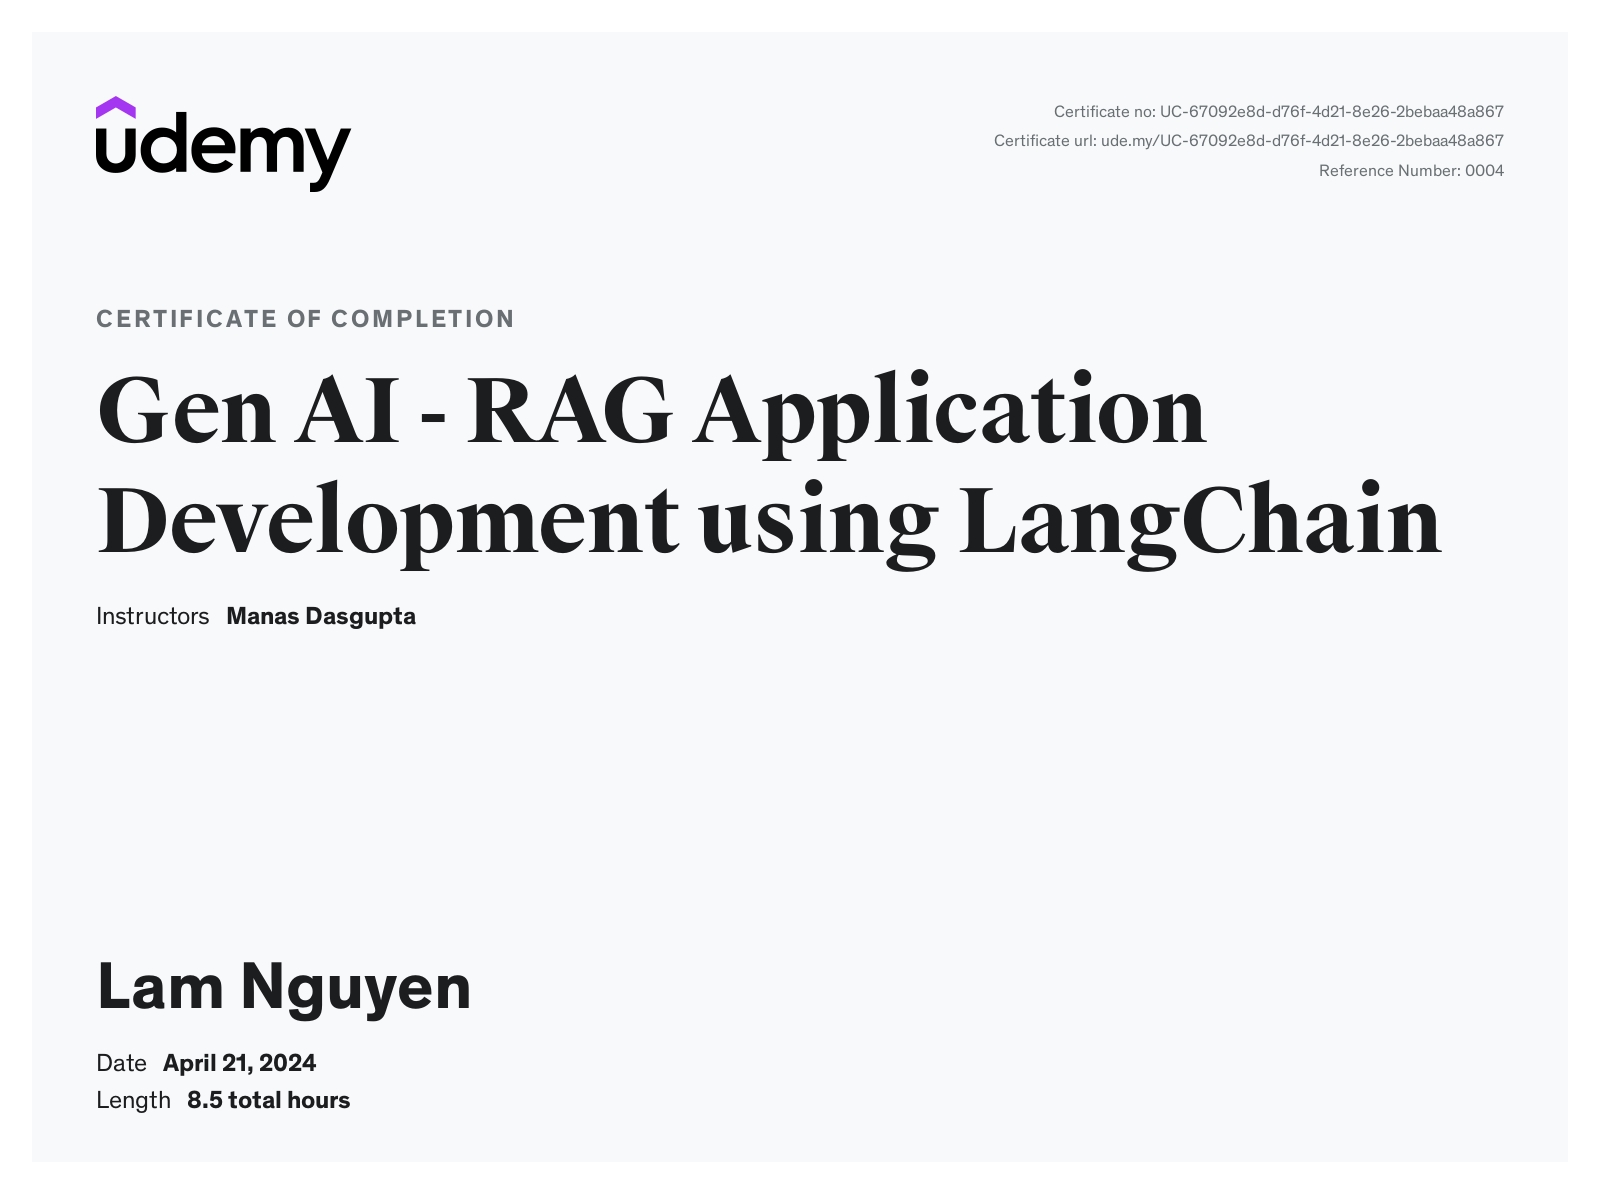 udemy
Certificate no: UC-67092e8d-d76f-4d21-8e26-2bebaa48a867
Certificate url: ude.my/UC-67092e8d-d76f-4d21-8e26-2bebaa48a867
Reference Number: 0004
CERTIFICATE OF COMPLETION
Gen AI - RAG Application
Development using LangChain
Instructors Manas Dasgupta
Lam Nguyen
Date April 21, 2024
Length 8.5 total hours